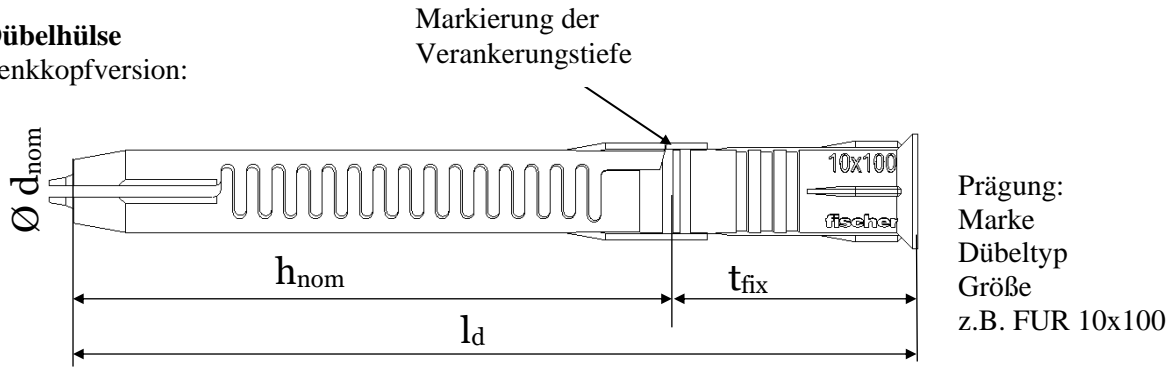 Dübelhülse
enkkopfversion:
Markierung der
Verankerungstiefe
Ø dnom
10x100
fischer
hnom
tfix
ld
Prägung:
Marke
Dübeltyp
Größe
z.B. FUR 10x100